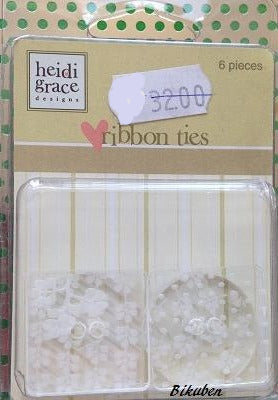 heidi
grace
designs
6 pieces
32.00
ribbon ties
Bikuben